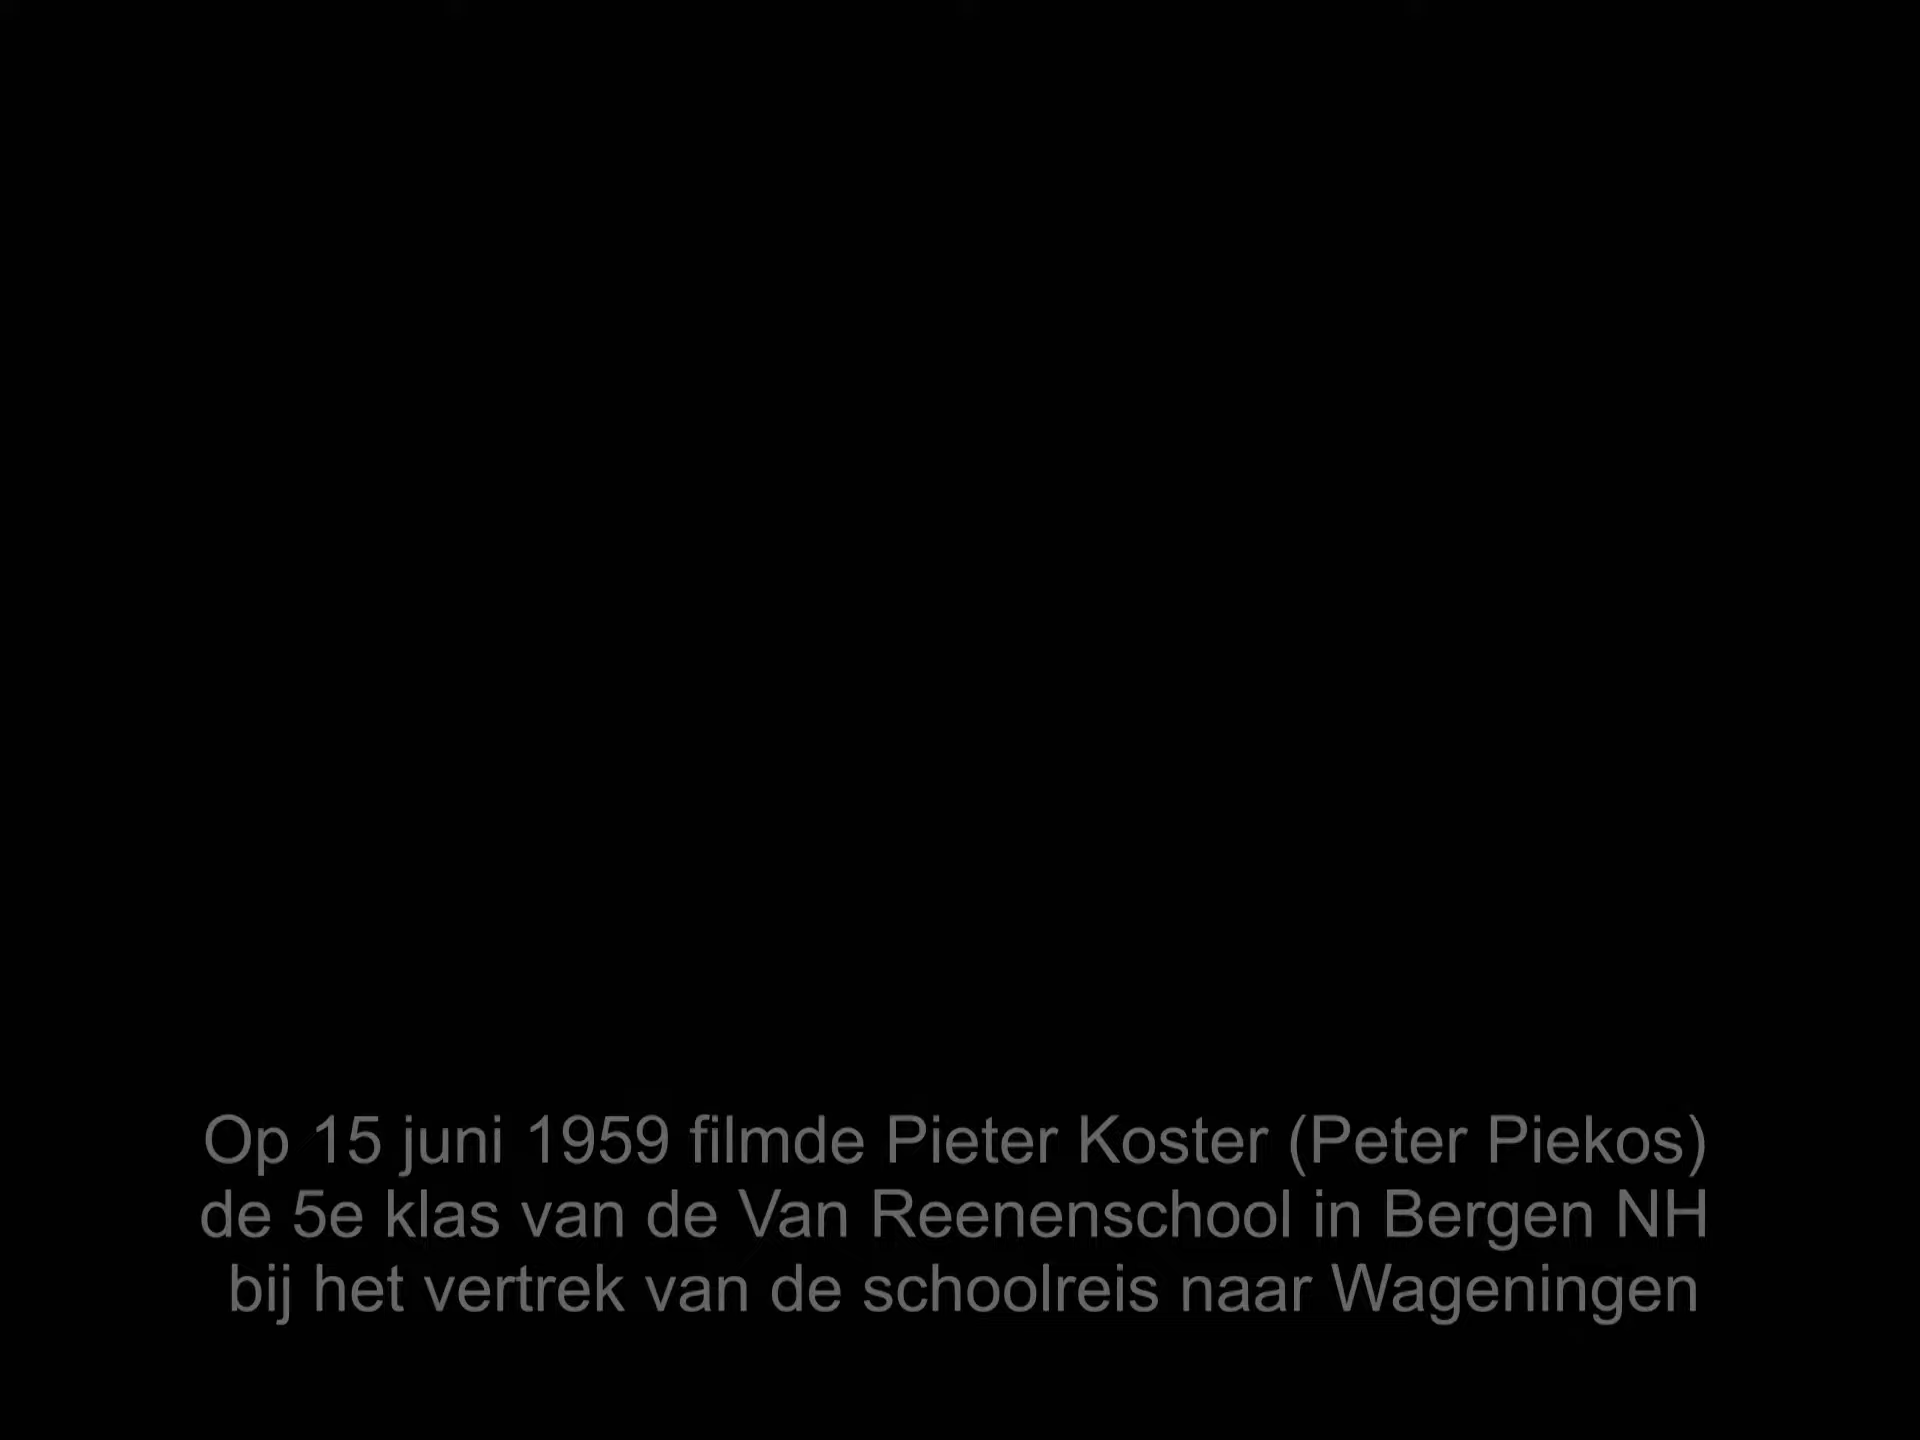 Op 15 juni 1959 filmde Pieter Koster (Peter Piekos)
de 5e klas van de Van Reenenschool in Bergen NH
bij het vertrek van de schoolreis naar Wageningen